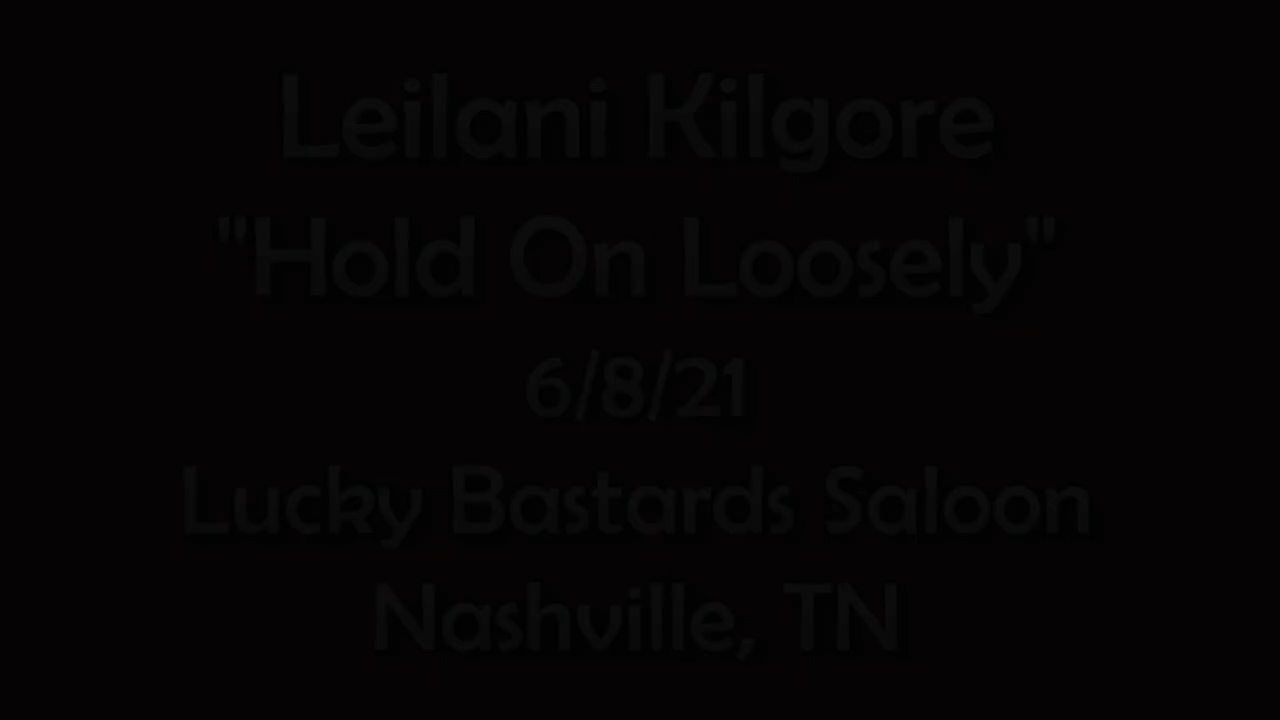 Leilani Kilgore
"Hold On Loosely"
6/8/21
Lucky Bastards Saloon
Nashville, TN